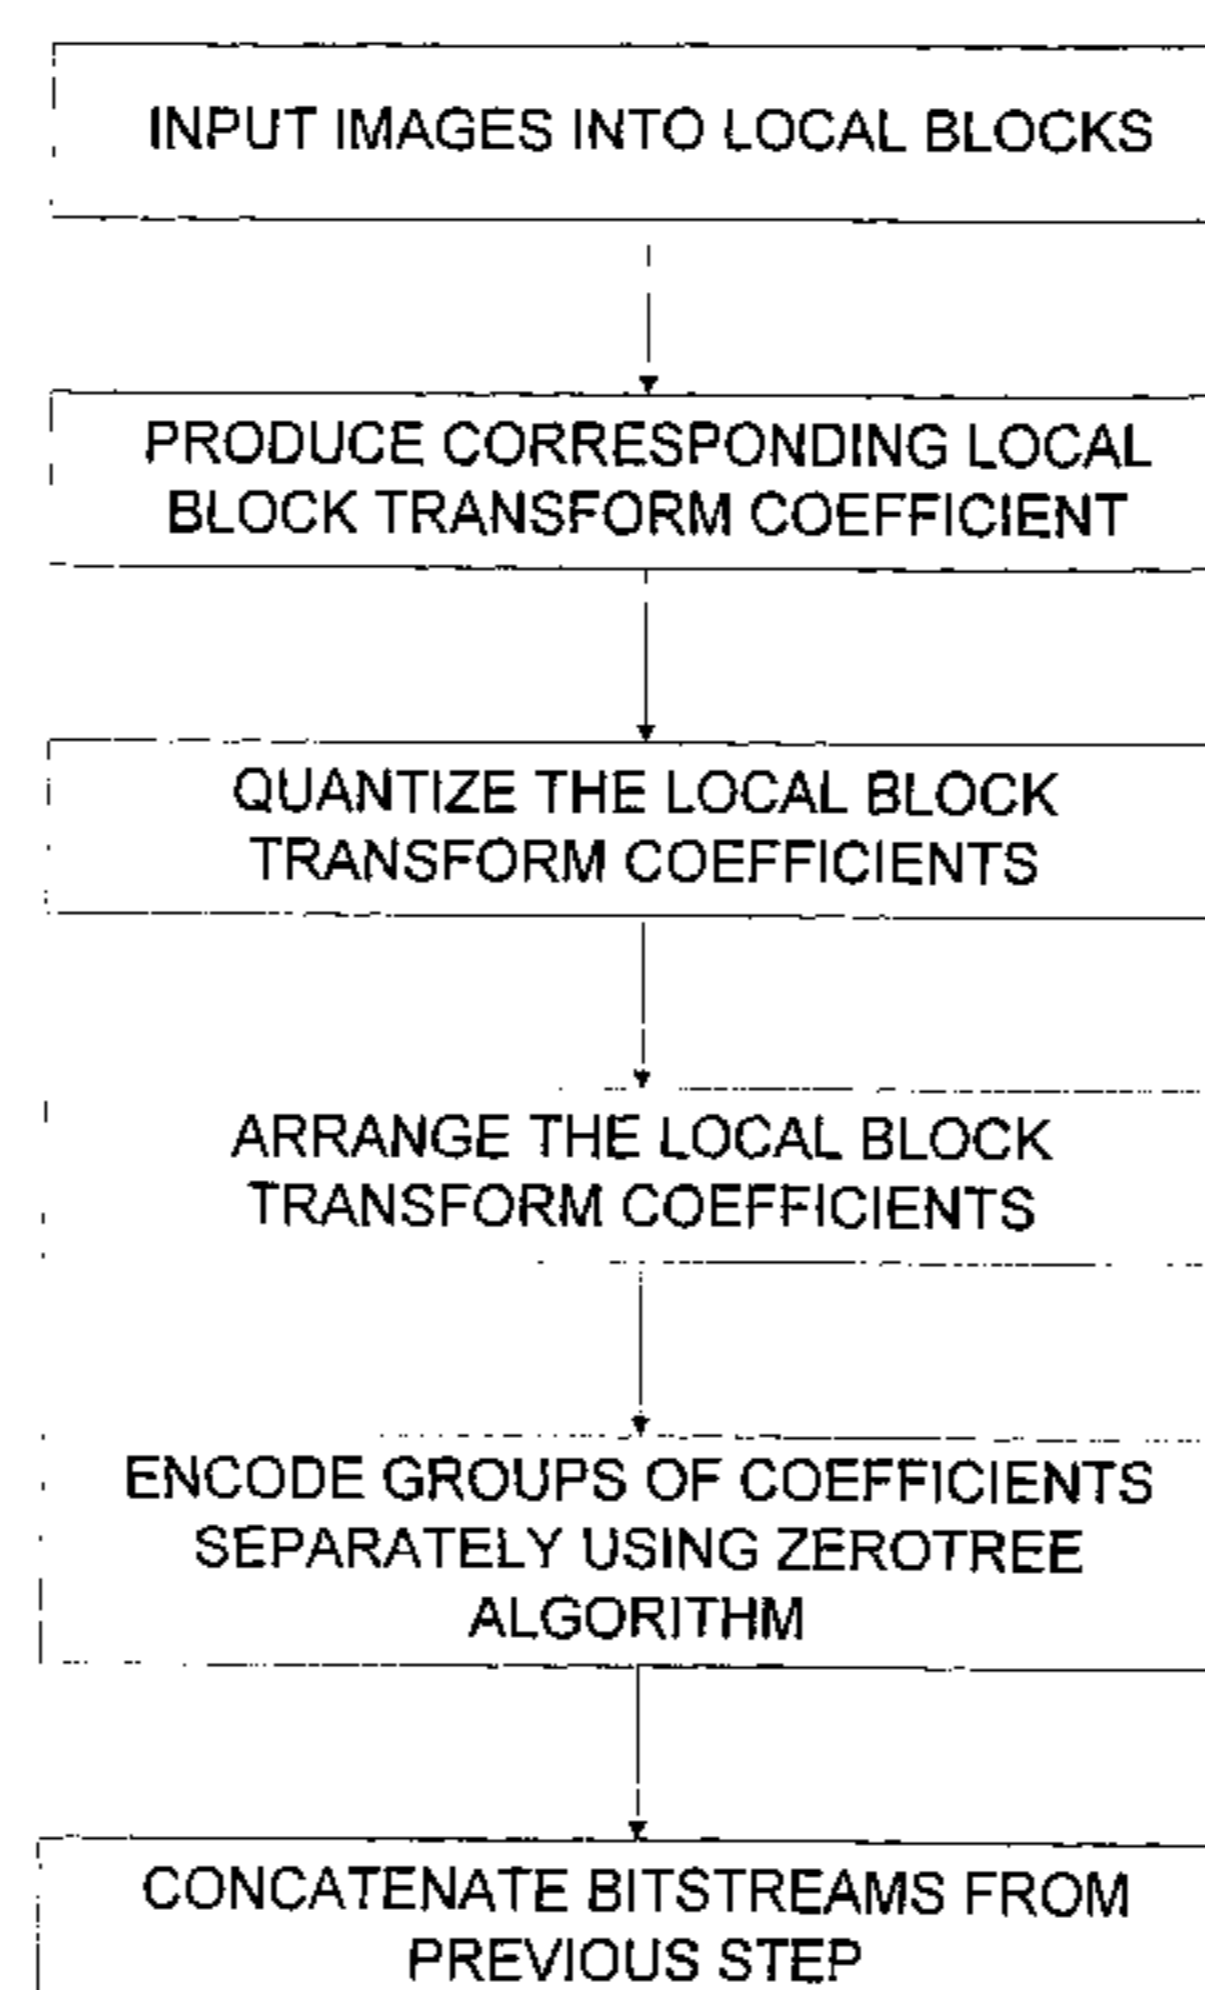 INPUT IMAGES INTO LOCAL BLOCKS
PRODUCE CORRESPONDING LOCAL
BLOCK TRANSFORM COEFFICIENT
QUANTIZE THE LOCAL BLOCK
TRANSFORM COEFFICIENTS
ARRANGE THE LOCAL BLOCK
TRANSFORM COEFFICIENTS
ENCODE GROUPS OF COEFFICIENTS
SEPARATELY USING ZEROTREE
ALGORITHM
CONCATENATE BITSTREAMS FROM
PREVIOUS STEP